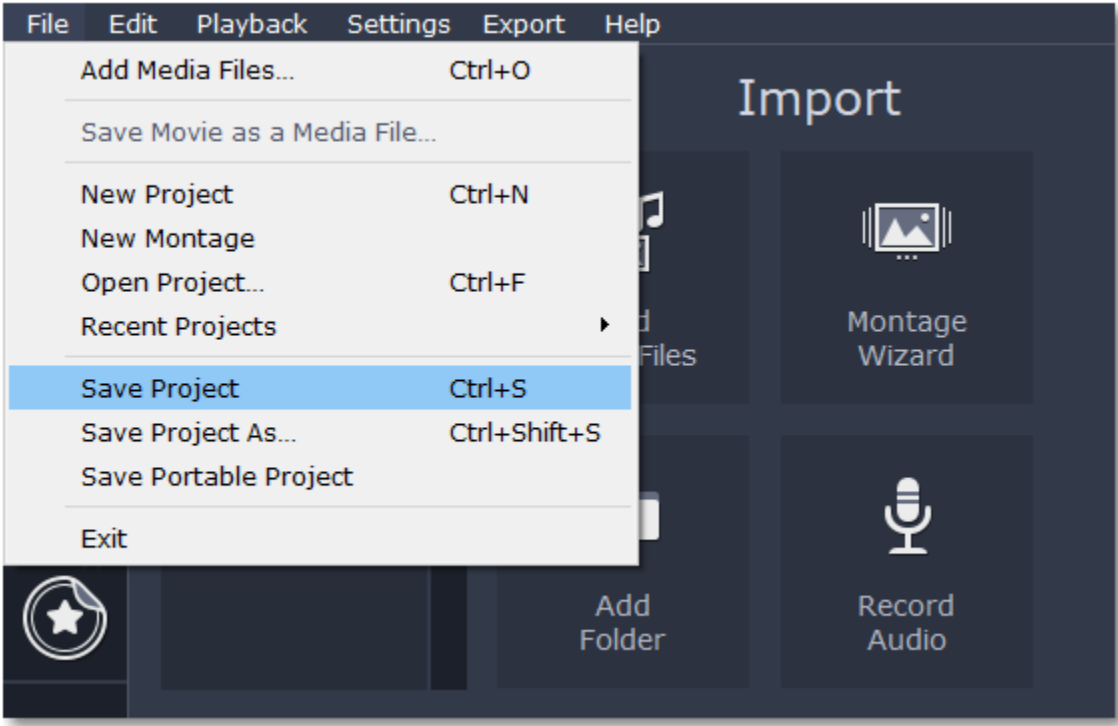 File Edit Playback Settings Export Help
Add Media Files... Ctrl+O
Save Movie as a Media File...
New Project Ctrl+N
New Montage
Open Project... Ctrl+F
Recent Projects
Save Project Ctrl+S
Save Project As... Ctrl+Shift+S
Save Portable Project
Exit
Import
Files
Montage
Wizard
Add
Folder
Record
Audio